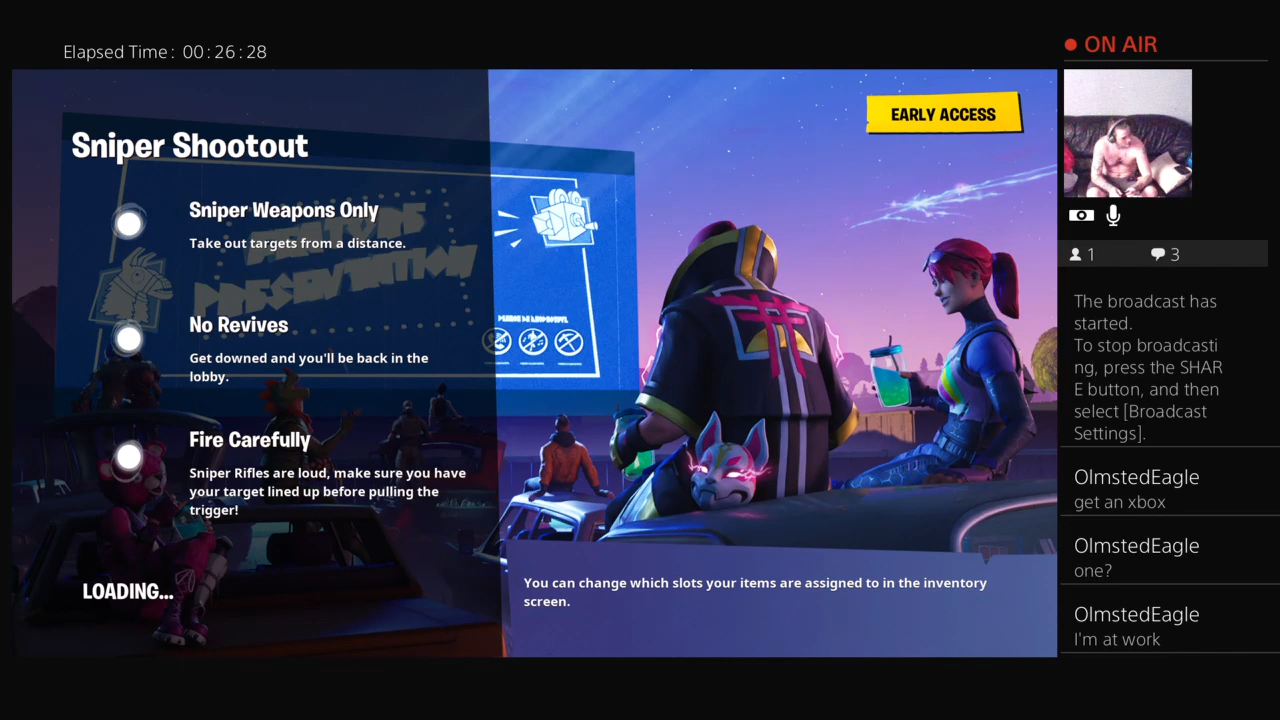 Elapsed Time: 00:26:28
ON AIR
EARLY ACCESS
Sniper Shootout
Sniper Weapons Only
Take out targets from a distance.
No Revives
Get downed and you'll be back in the
lobby.
Fire Carefully
Sniper Rifles are loud, make sure you have
your target lined up before pulling the
trigger!
LOADING...
You can change which slots your items are assigned to in the inventory
screen.
1
3
The broadcast has
started.
To stop broadcasti
ng, press the SHAR
E button, and then
select [Broadcast
Settings].
OlmstedEagle
get an xbox
OlmstedEagle
one?
OlmstedEagle
I'm at work